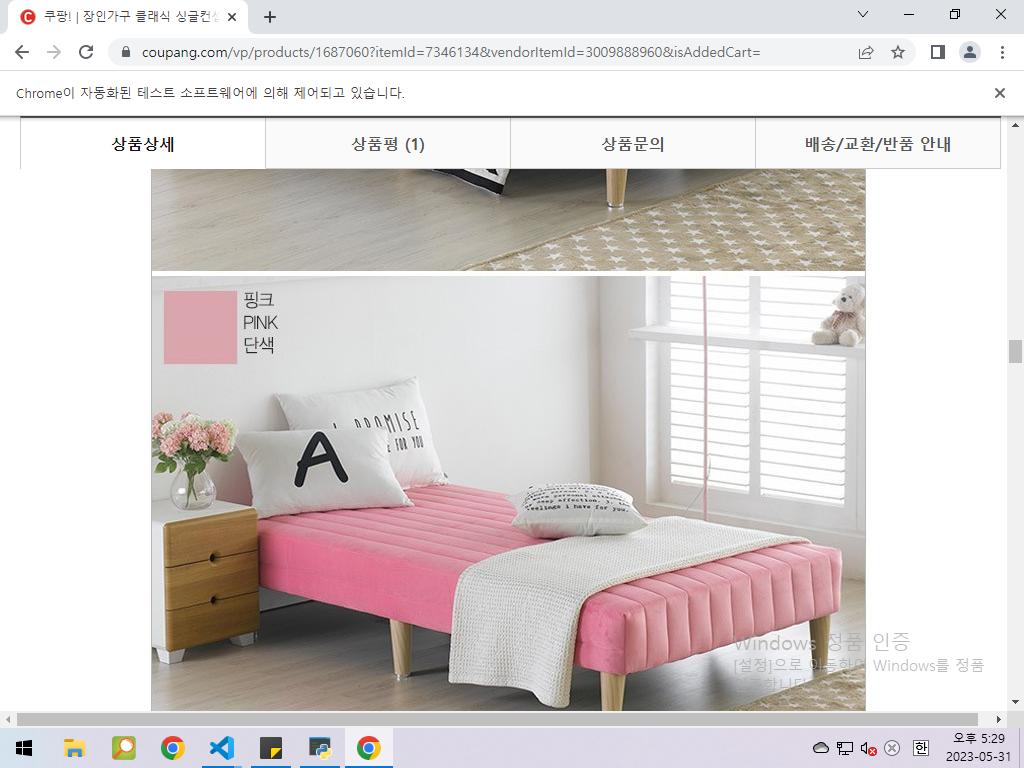 쿠팡! | 장인가구 클래식 싱글컨
coupang.com/vp/products/1687060?itemId=7346134&vendorItemId=3009888960&isAddedCart=
Chrome이 자동화된 테스트 소프트웨어에 의해 제어되고 있습니다.
상품상세
상품평 (1)
상품문의
배송/교환/반품 안내
핑크
PINK
단색
PROMISE
FOR YOU
A
feelings i have for you.
Windows 정품 인증
[설정]으로 이동하여 Windows를 정품
한
오후 5:29
2023-05-31